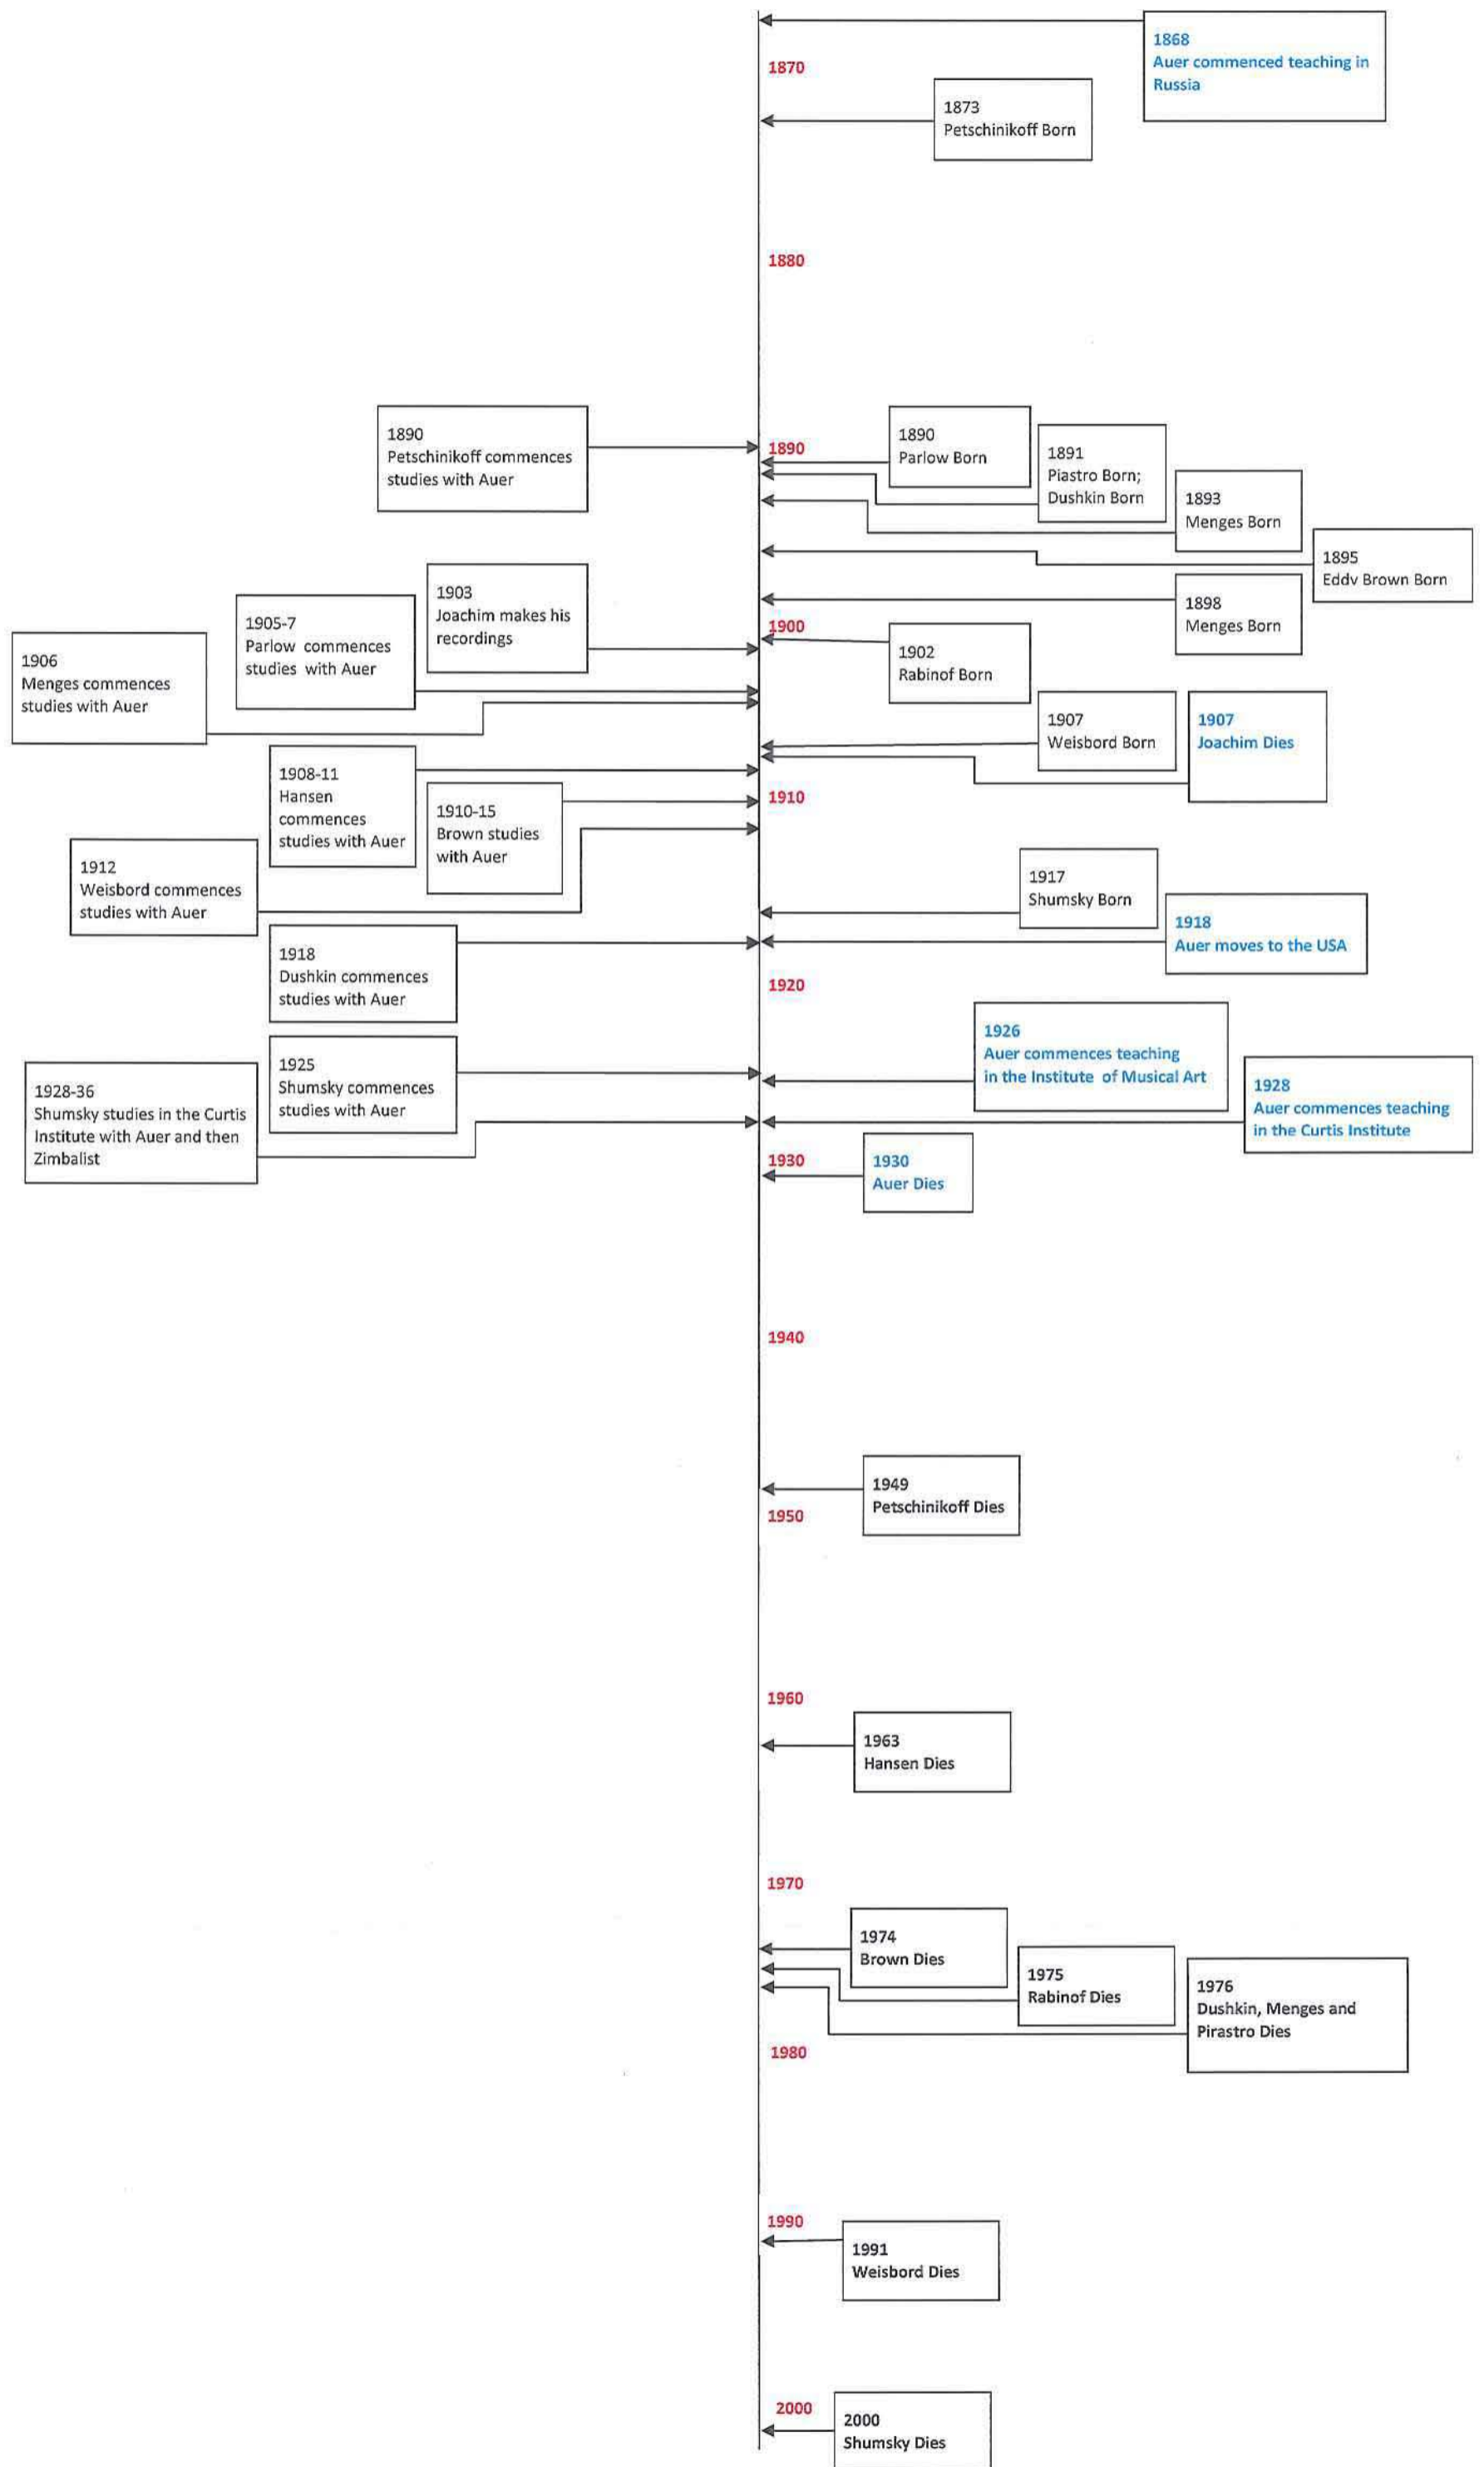 1868
Auer commenced teaching in
Russia
1870
1873
Petschinikoff Born
1880
1890
Petschinikoff commences
studies with Auer
1890
1890
Parlow Born
1891
Piastro Born;
Dushkin Born
1893
Menges Born
1895
Eddv Brown Born
1898
Menges Born
1903
Joachim makes his
recordings
1905-7
Parlow commences
studies with Auer
1906
Menges commences
studies with Auer
1900
1902
Rabinof Born
1907
Weisbord Born
1907
Joachim Dies
1908-11
Hansen
commences
studies with Auer
1910-15
Brown studies
with Auer
1910
1912
Weisbord commences
studies with Auer
1917
Shumsky Born
1918
Auer moves to the USA
1918
Dushkin commences
studies with Auer
1920
1926
Auer commences teaching
in the Institute of Musical Art
1925
Shumsky commences
studies with Auer
1928-36
Shumsky studies in the Curtis
Institute with Auer and then
Zimbalist
1928
Auer commences teaching
in the Curtis Institute
1930
1930
Auer Dies
1940
1949
Petschinikoff Dies
1950
1960
1963
Hansen Dies
1970
1974
Brown Dies
1975
Rabinof Dies
1976
Dushkin, Menges and
Pirastro Dies
1980
1990
1991
Weisbord Dies
2000
2000
Shumsky Dies